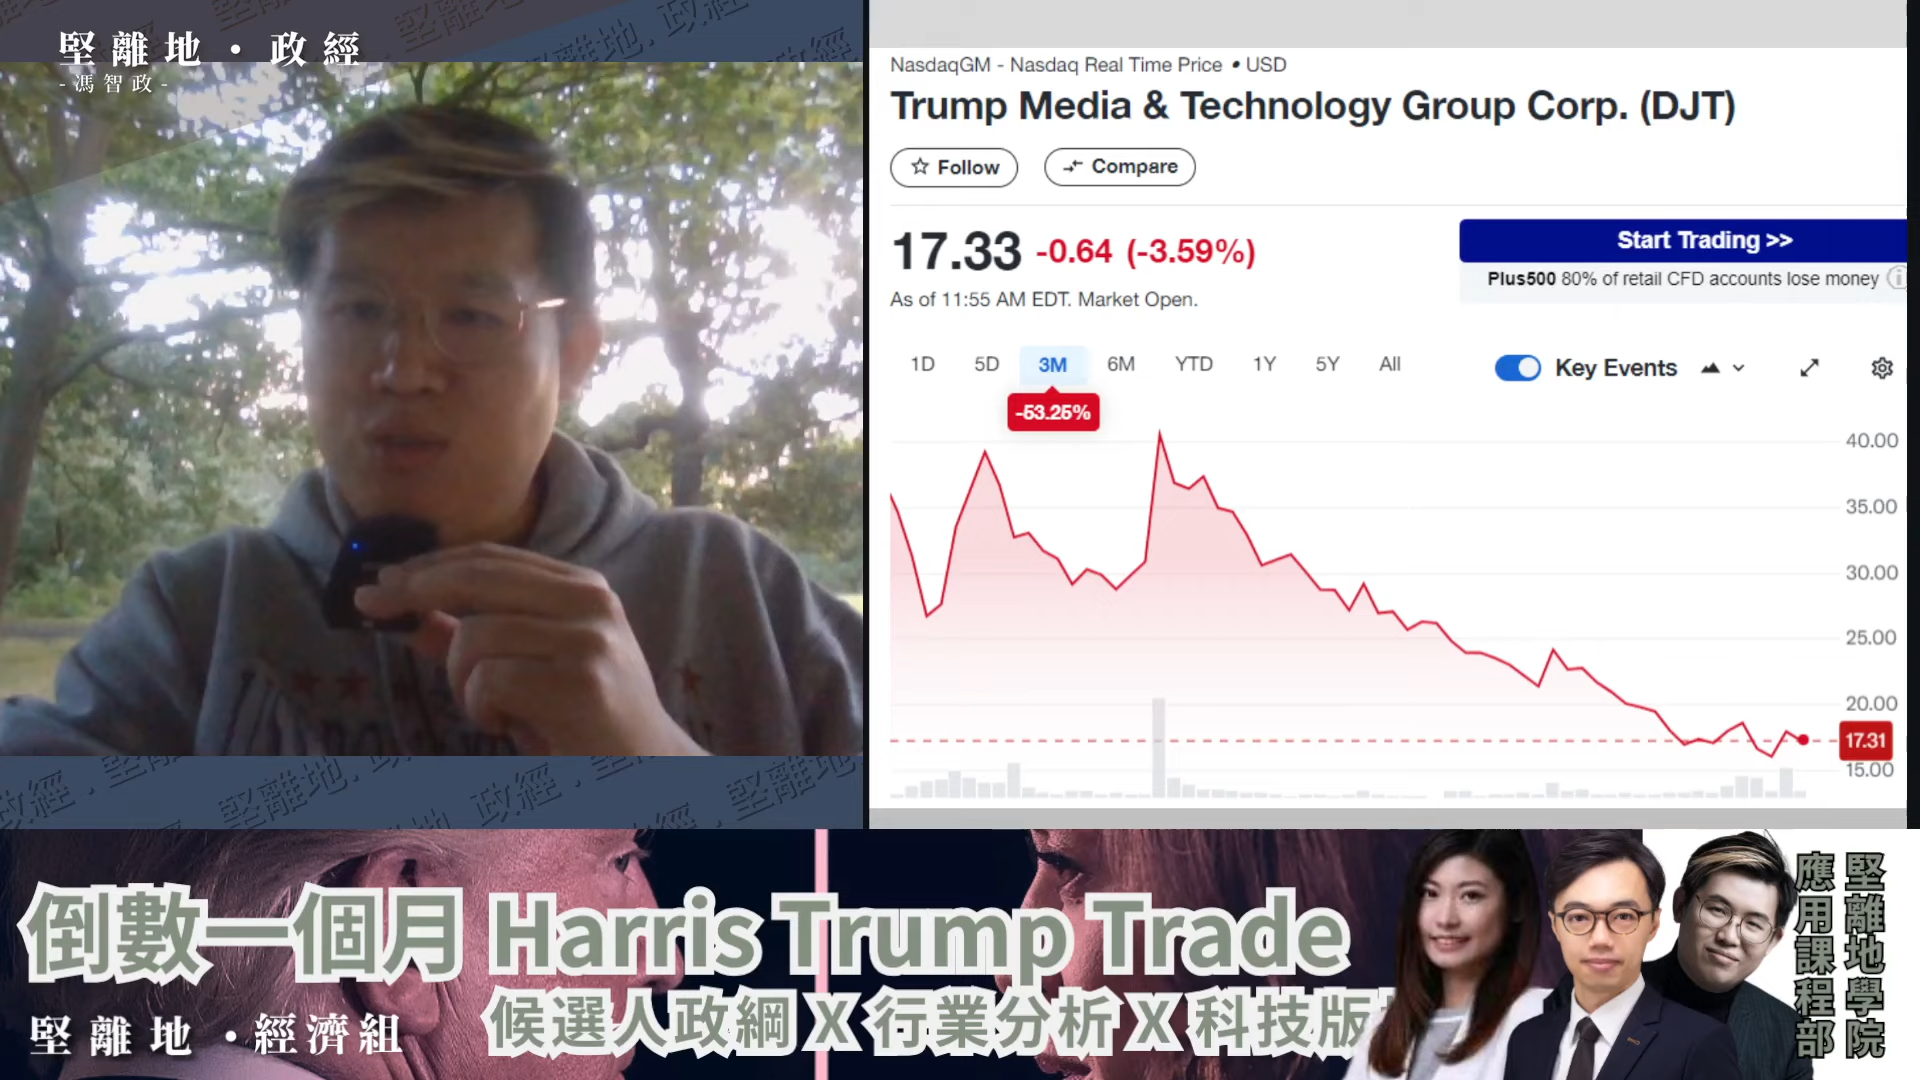 堅離地・政經
-馮智政-
NasdaqGM - Nasdaq Real Time Price • USD
Trump Media & Technology Group Corp. (DJT)
Follow
Compare
17.33 -0.64 (-3.59%)
As of 11:55 AM EDT. Market Open.
Start Trading >>
Plus500 80% of retail CFD accounts lose money
1D 5D 3M 6M YTD 1Y 5Y All
Key Events
-53.25%
40.00
35.00
30.00
25.00
20.00
17.31
15.00
倒數一個月 Harris Trump Trade
候選人政綱 X 行業分析 X 科技版
堅離地・經濟組
堅離地學院
應用課程部